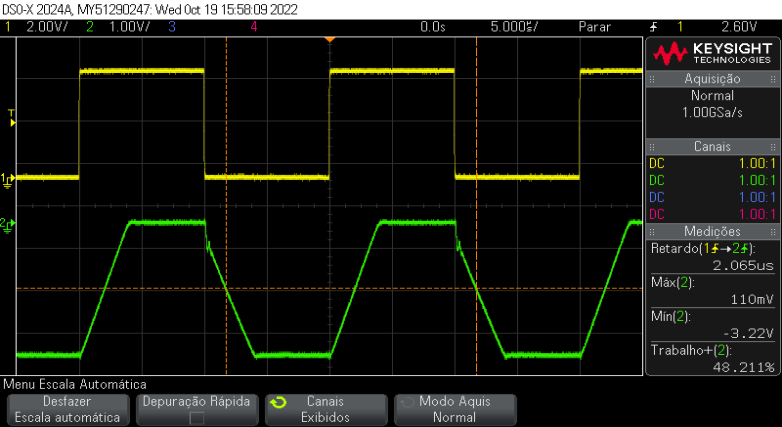 DSO-X 2024A, MY51290247: Wed Oct 19 15:58:09 2022
1 2.00V/ 2 1.00V/ 3 4 0.0s 5.000s/ Parar 1 2.60V
KEYSIGHT
TECHNOLOGIES
Aquisição
Normal
1.00GSa/s
Canais
DC 1.00:1
DC 1.00:1
DC 1.00:1
DC 1.00:1
Medições
Retardo(1→2):
2.065us
Máx(2):
110mV
Mín(2):
-3.22V
Trabalho+(2):
48.211%
T
1
2
Menu Escala Automática
Desfazer
Escala automática
Depuração Rápida
Canais
Exibidos
Modo Aquis
Normal